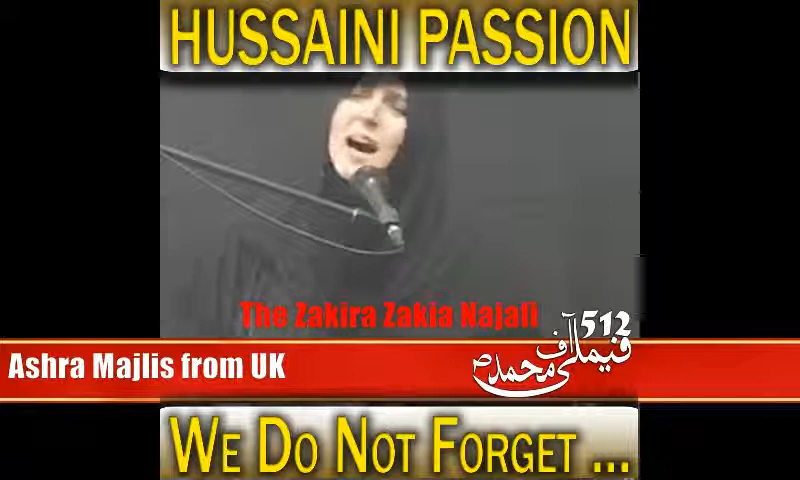 HUSSAINI PASSION
The Zakira Zakia Najafi
512
فیملی آف
محمدؐ
Ashra Majlis from UK
WE DO NOT FORGET ...